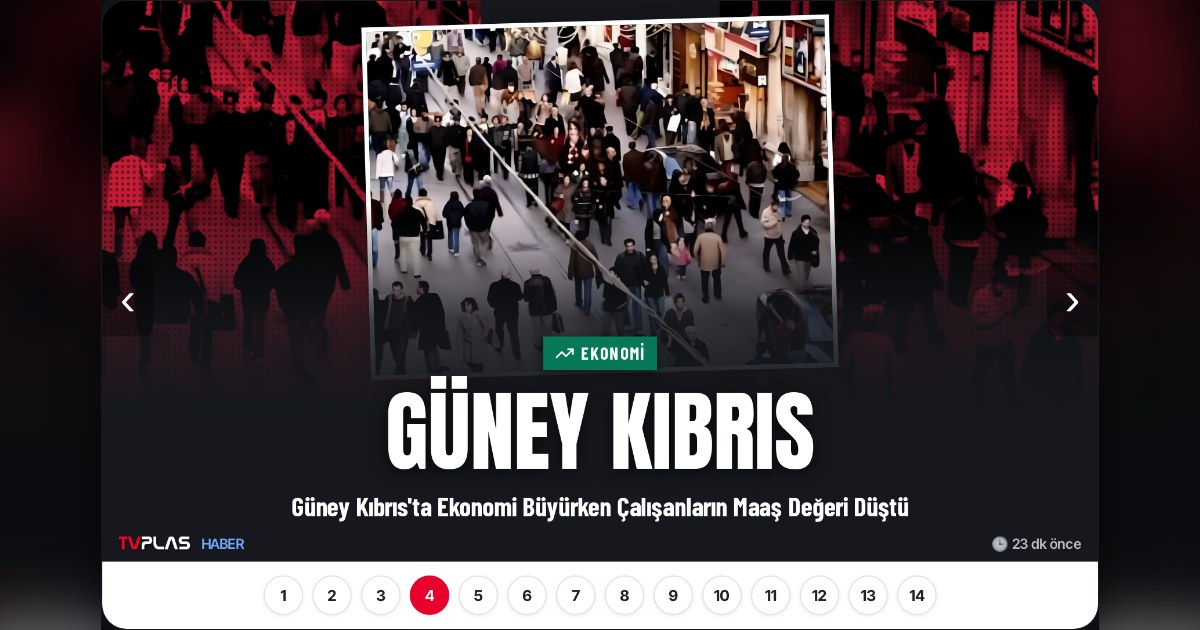 EKONOMİ
GÜNEY KIBRIS
Güney Kıbrıs'ta Ekonomi Büyürken Çalışanların Maaş Değeri Düştü
TVPLAS HABER
23 dk önce
1 2 3 4 5 6 7 8 9 10 11 12 13 14